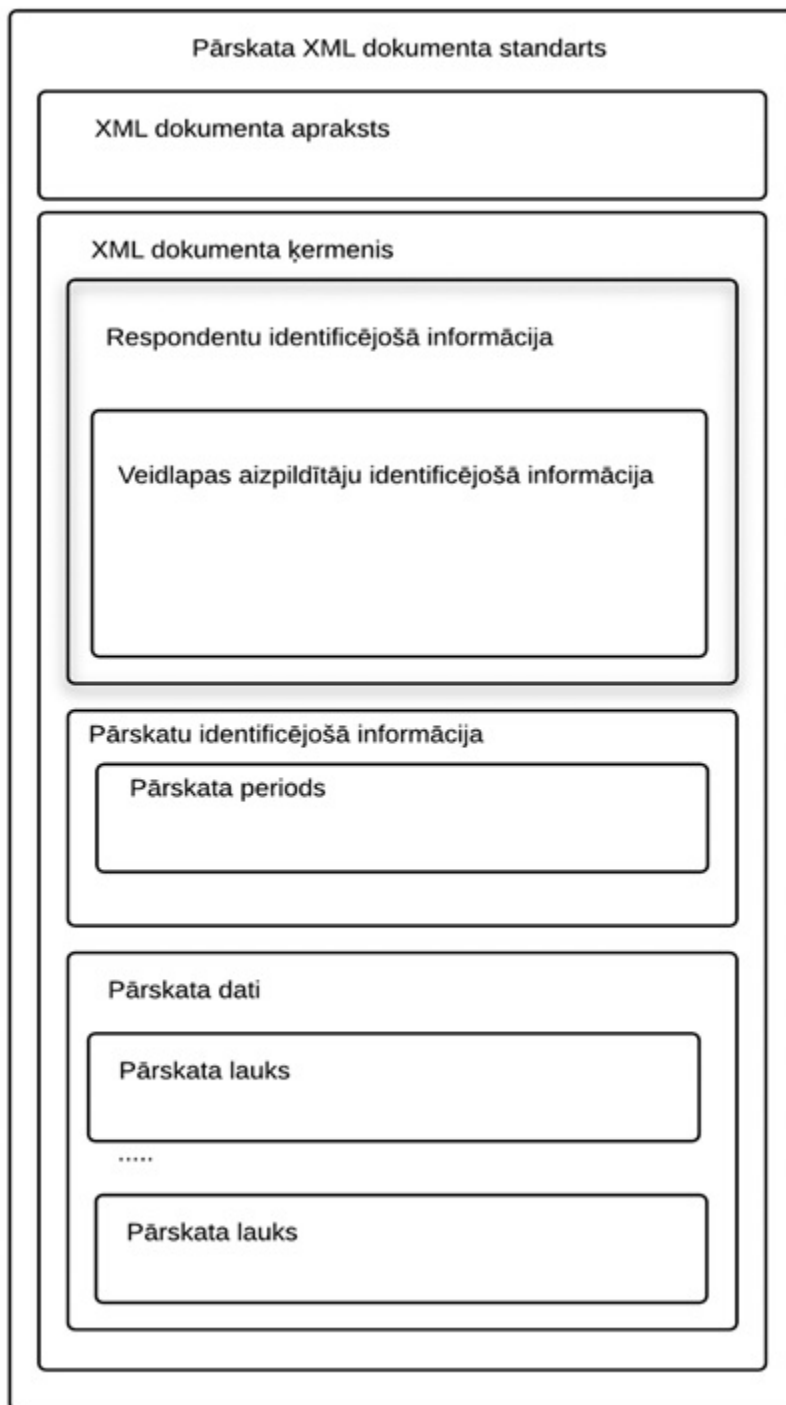 Pārskata XML dokumenta standarts
XML dokumenta apraksts
XML dokumenta ķermenis
Respondentu identificējošā informācija
Veidlapas aizpildītāju identificējošā informācija
Pārskatu identificējošā informācija
Pārskata periods
Pārskata dati
Pārskata lauks
.....
Pārskata lauks